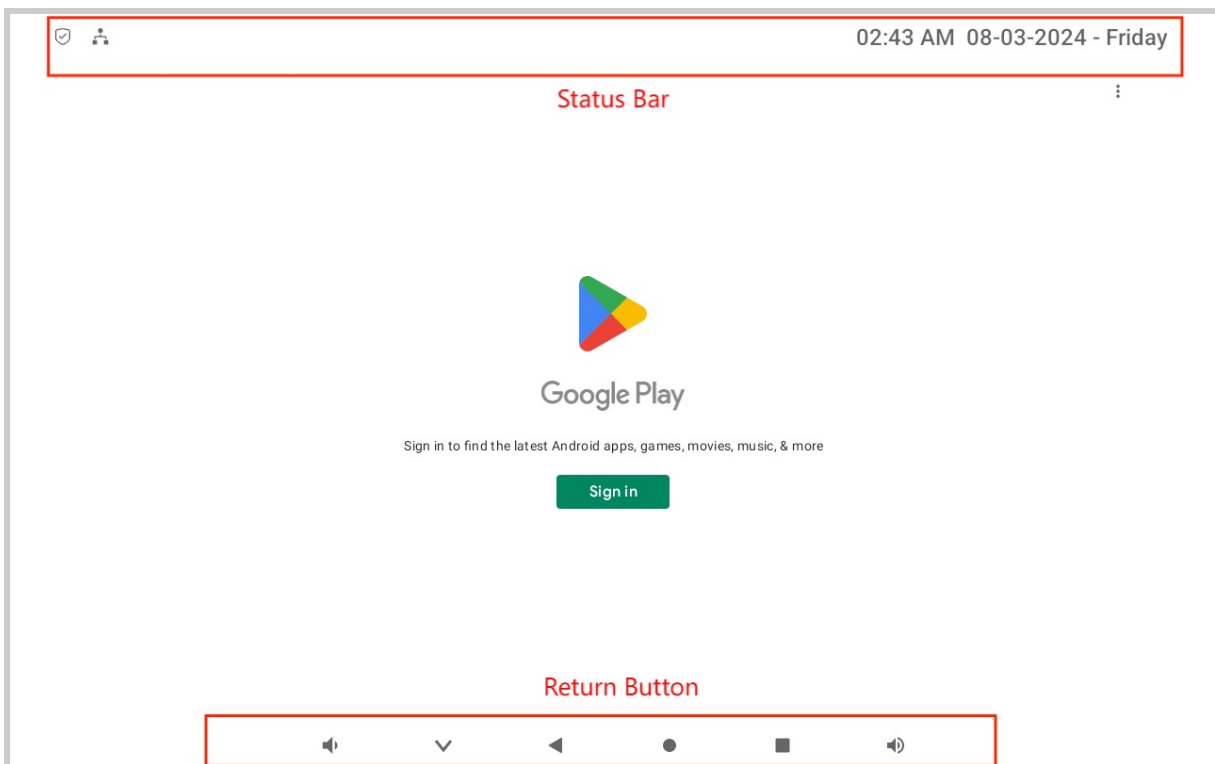 02:43 AM 08-03-2024 - Friday
Status Bar
Google Play
Sign in to find the latest Android apps, games, movies, music, & more
Sign in
Return Button